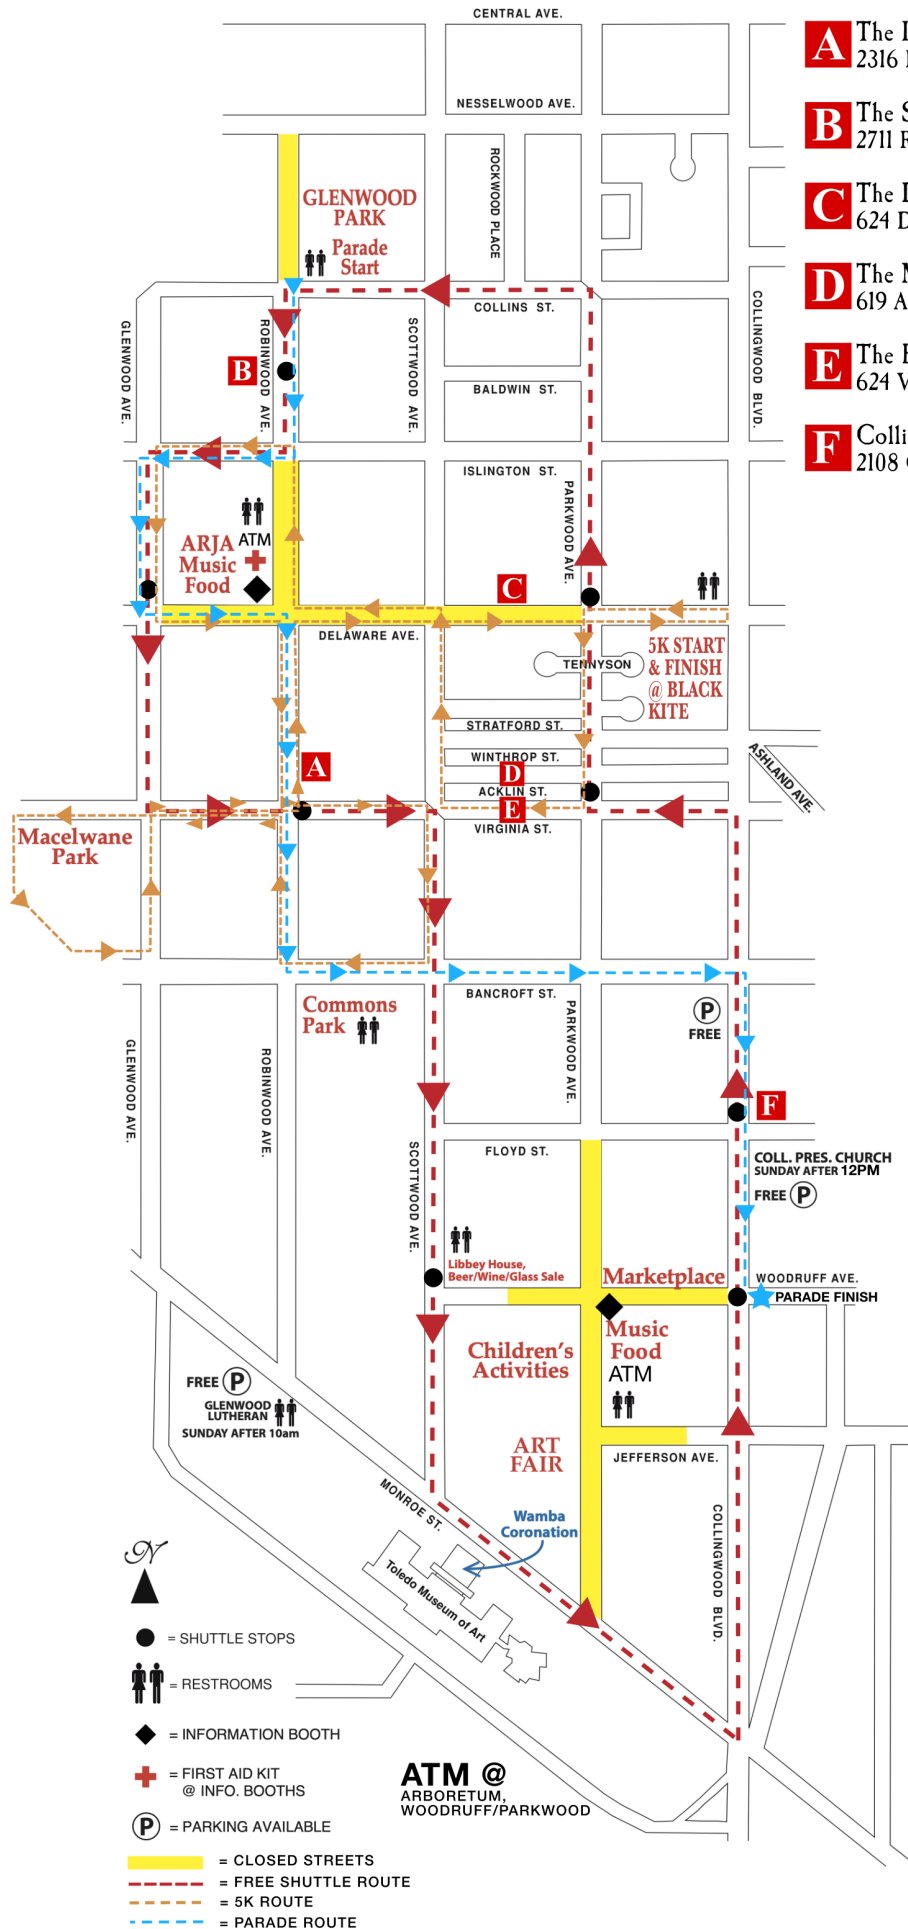 CENTRAL AVE.
A
The
2316
NESSELWOOD AVE.
B
The
2711
ROCKWOOD PLACE
GLENWOOD
PARK
Parade
Start
C
The
624
D
The
619
COLLINS ST.
GLENWOOD AVE.
ROBINWOOD AVE.
SCOTTWOOD AVE.
COLLINGWOOD BLVD.
B
E
The
624
BALDWIN ST.
F
2108
ISLINGTON ST.
PARKWOOD AVE.
ATM
ARJA
Music
Food
C
DELAWARE AVE.
TENNYSON
5K START
& FINISH
@ BLACK
KITE
STRATFORD ST.
WINTHROP ST.
A
D
ACKLIN ST.
E
VIRGINIA ST.
ASHLAND AVE.
Macelwane
Park
BANCROFT ST.
Commons
Park
P
FREE
GLENWOOD AVE.
ROBINWOOD AVE.
PARKWOOD AVE.
F
SCOTTWOOD AVE.
FLOYD ST.
COLL. PRES. CHURCH
SUNDAY AFTER 12PM
FREE P
Libbey House,
Beer/Wine/Glass Sale
Marketplace
WOODRUFF AVE.
PARADE FINISH
Music
Food
ATM
Children's
Activities
FREE P
GLENWOOD
LUTHERAN
SUNDAY AFTER 10am
ART
FAIR
JEFFERSON AVE.
MONROE ST.
COLLINGWOOD BLVD.
Wamba
Coronation
Toledo Museum of Art
N
= SHUTTLE STOPS
= RESTROOMS
= INFORMATION BOOTH
= FIRST AID KIT
@ INFO. BOOTHS
ATM @
ARBORETUM,
WOODRUFF/PARKWOOD
P = PARKING AVAILABLE
= CLOSED STREETS
= FREE SHUTTLE ROUTE
= 5K ROUTE
= PARADE ROUTE